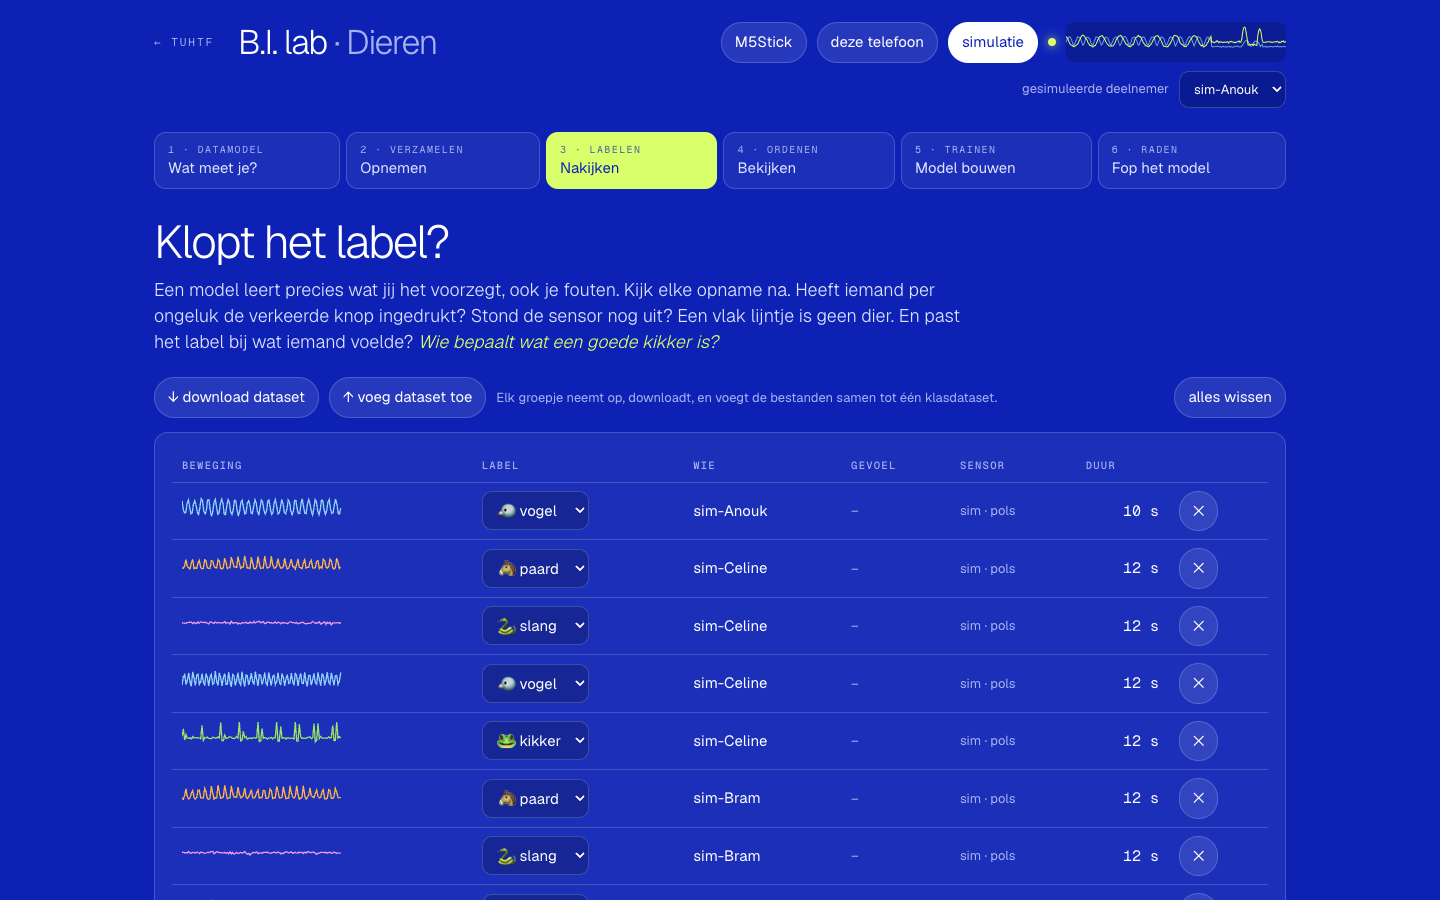 ← TUHTF
B.I. lab · Dieren
M5Stick
deze telefoon
simulatie
gesimuleerde deelnemer
sim-Anouk
1 · DATAMODEL
Wat meet je?
2 · VERZAMELEN
Opnemen
3 · LABELEN
Nakijken
4 · ORDENEN
Bekijken
5 · TRAINEN
Model bouwen
6 · RADEN
Fop het model
Klopt het label?
Een model leert precies wat jij het voorzegt, ook je fouten. Kijk elke opname na. Heeft iemand per
ongeluk de verkeerde knop ingedrukt? Stond de sensor nog uit? Een vlak lijntje is geen dier. En past
het label bij wat iemand voelde? Wie bepaalt wat een goede kikker is?
↓ download dataset
↑ voeg dataset toe
Elk groepje neemt op, downloadt, en voegt de bestanden samen tot één klasdataset.
alles wissen
BEWEGING LABEL WIE GEVOEL SENSOR DUUR
vogel sim-Anouk – sim · pols 10 s ×
paard sim-Celine – sim · pols 12 s ×
slang sim-Celine – sim · pols 12 s ×
vogel sim-Celine – sim · pols 12 s ×
kikker sim-Celine – sim · pols 12 s ×
paard sim-Bram – sim · pols 12 s ×
slang sim-Bram – sim · pols 12 s ×